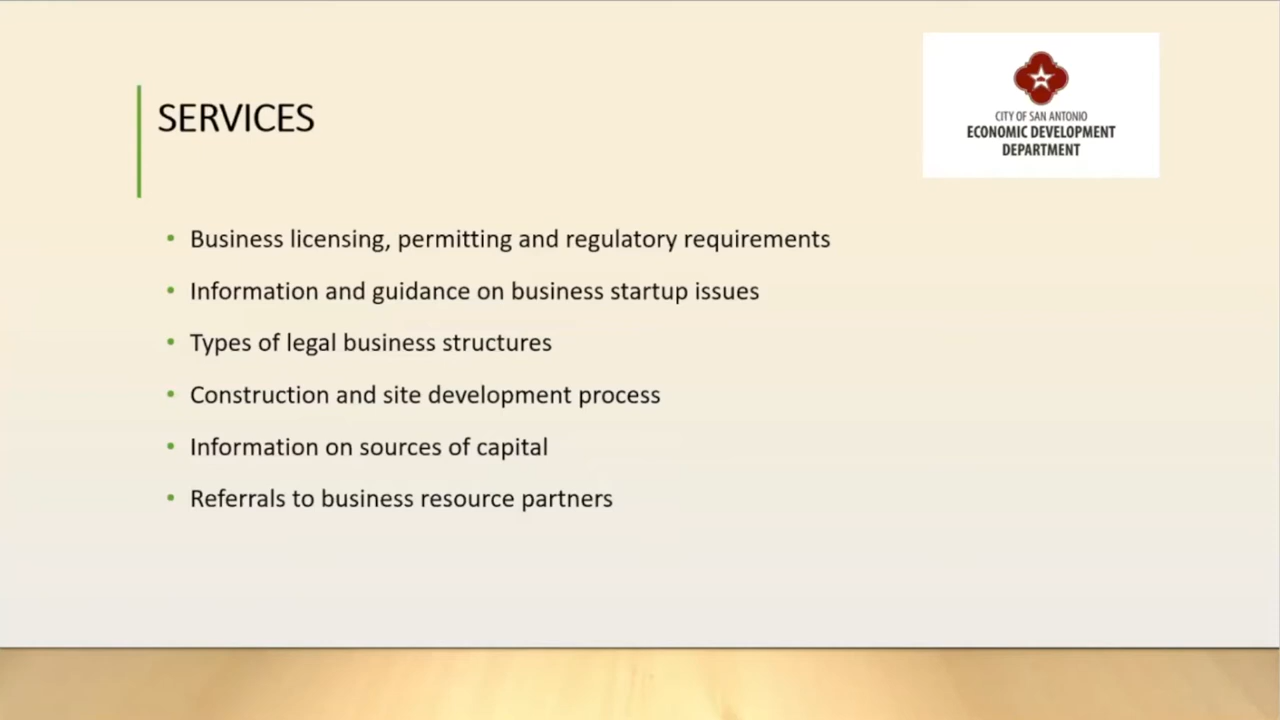 SERVICES
CITY OF SAN ANTONIO
ECONOMIC DEVELOPMENT
DEPARTMENT
• Business licensing, permitting and regulatory requirements
• Information and guidance on business startup issues
• Types of legal business structures
• Construction and site development process
• Information on sources of capital
• Referrals to business resource partners